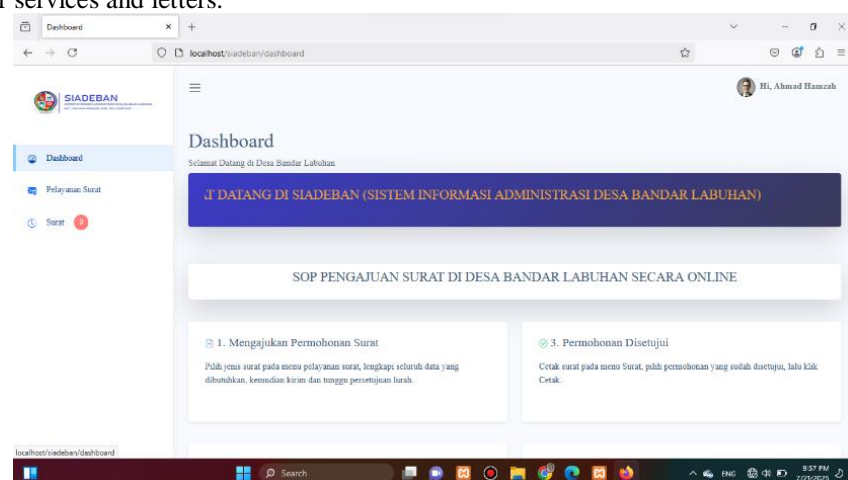 r services and letters.
Dashboard
localhost/siadeban/dashboard
SIADEBAN
Hi, Ahmad Hamzah
Dashboard
Selamat Datang di Desa Bandar Labuhan
Dashboard
Pelayanan Surat
Surat 0
T DATANG DI SIADEBAN (SISTEM INFORMASI ADMINISTRASI DESA BANDAR LABUHAN)
SOP PENGAJUAN SURAT DI DESA BANDAR LABUHAN SECARA ONLINE
1. Mengajukan Permohonan Surat
Pilih jenis surat pada menu pelayanan surat, lengkapi seluruh data yang
dibutuhkan, kemudian kirim dan tunggu persetujuan lurah.
3. Permohonan Disetujui
Cetak surat pada menu Surat, pilih permohonan yang sudah disetujui, lalu klik
Cetak.
localhost/siadeban/dashboard
Search
ENG
9:57 PM
7/21/2025